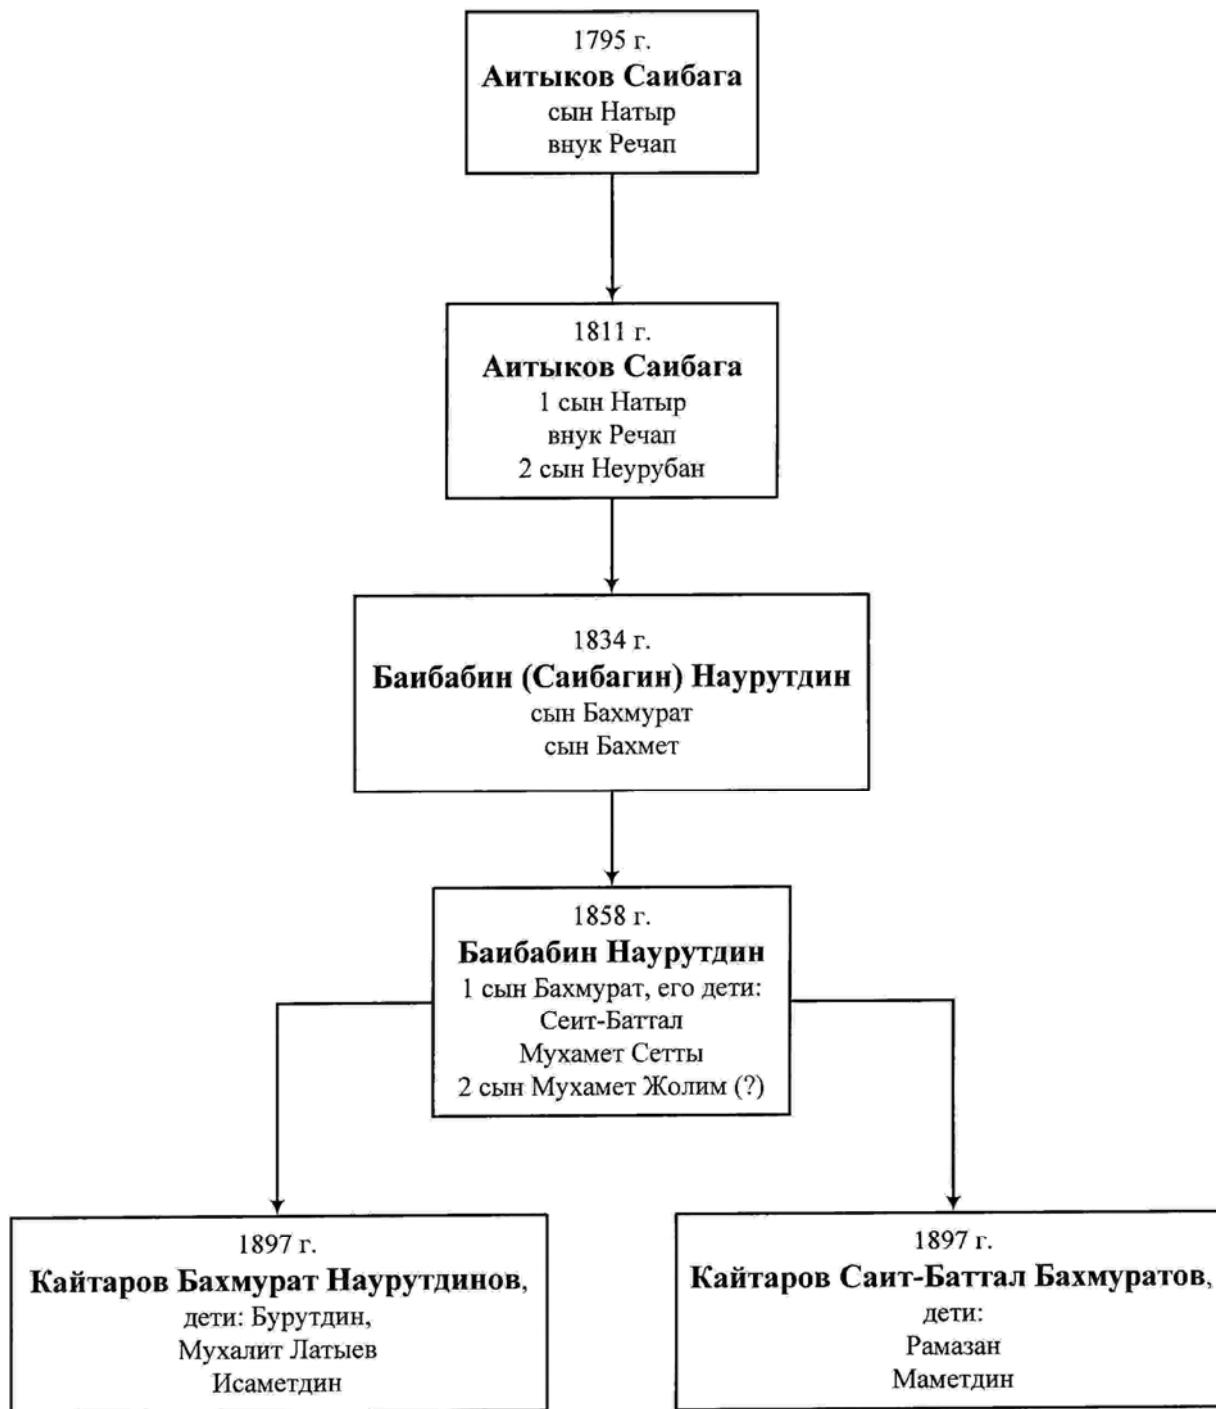 1795 г.
Аитыков Саибага
сын Натыр
внук Речап
1811 г.
Аитыков Саибага
1 сын Натыр
внук Речап
2 сын Неурубан
1834 г.
Баибабин (Саибагин) Наурутдин
сын Бахмурат
сын Бахмет
1858 г.
Баибабин Наурутдин
1 сын Бахмурат, его дети:
Сеит-Баттал
Мухамет Сетты
2 сын Мухамет Жолим (?)
1897 г.
Кайтаров Бахмурат Наурутдинов,
дети: Бурутдин,
Мухалит Латыев
Исаметдин
1897 г.
Кайтаров Саит-Баттал Бахмуратов,
дети:
Рамазан
Маметдин